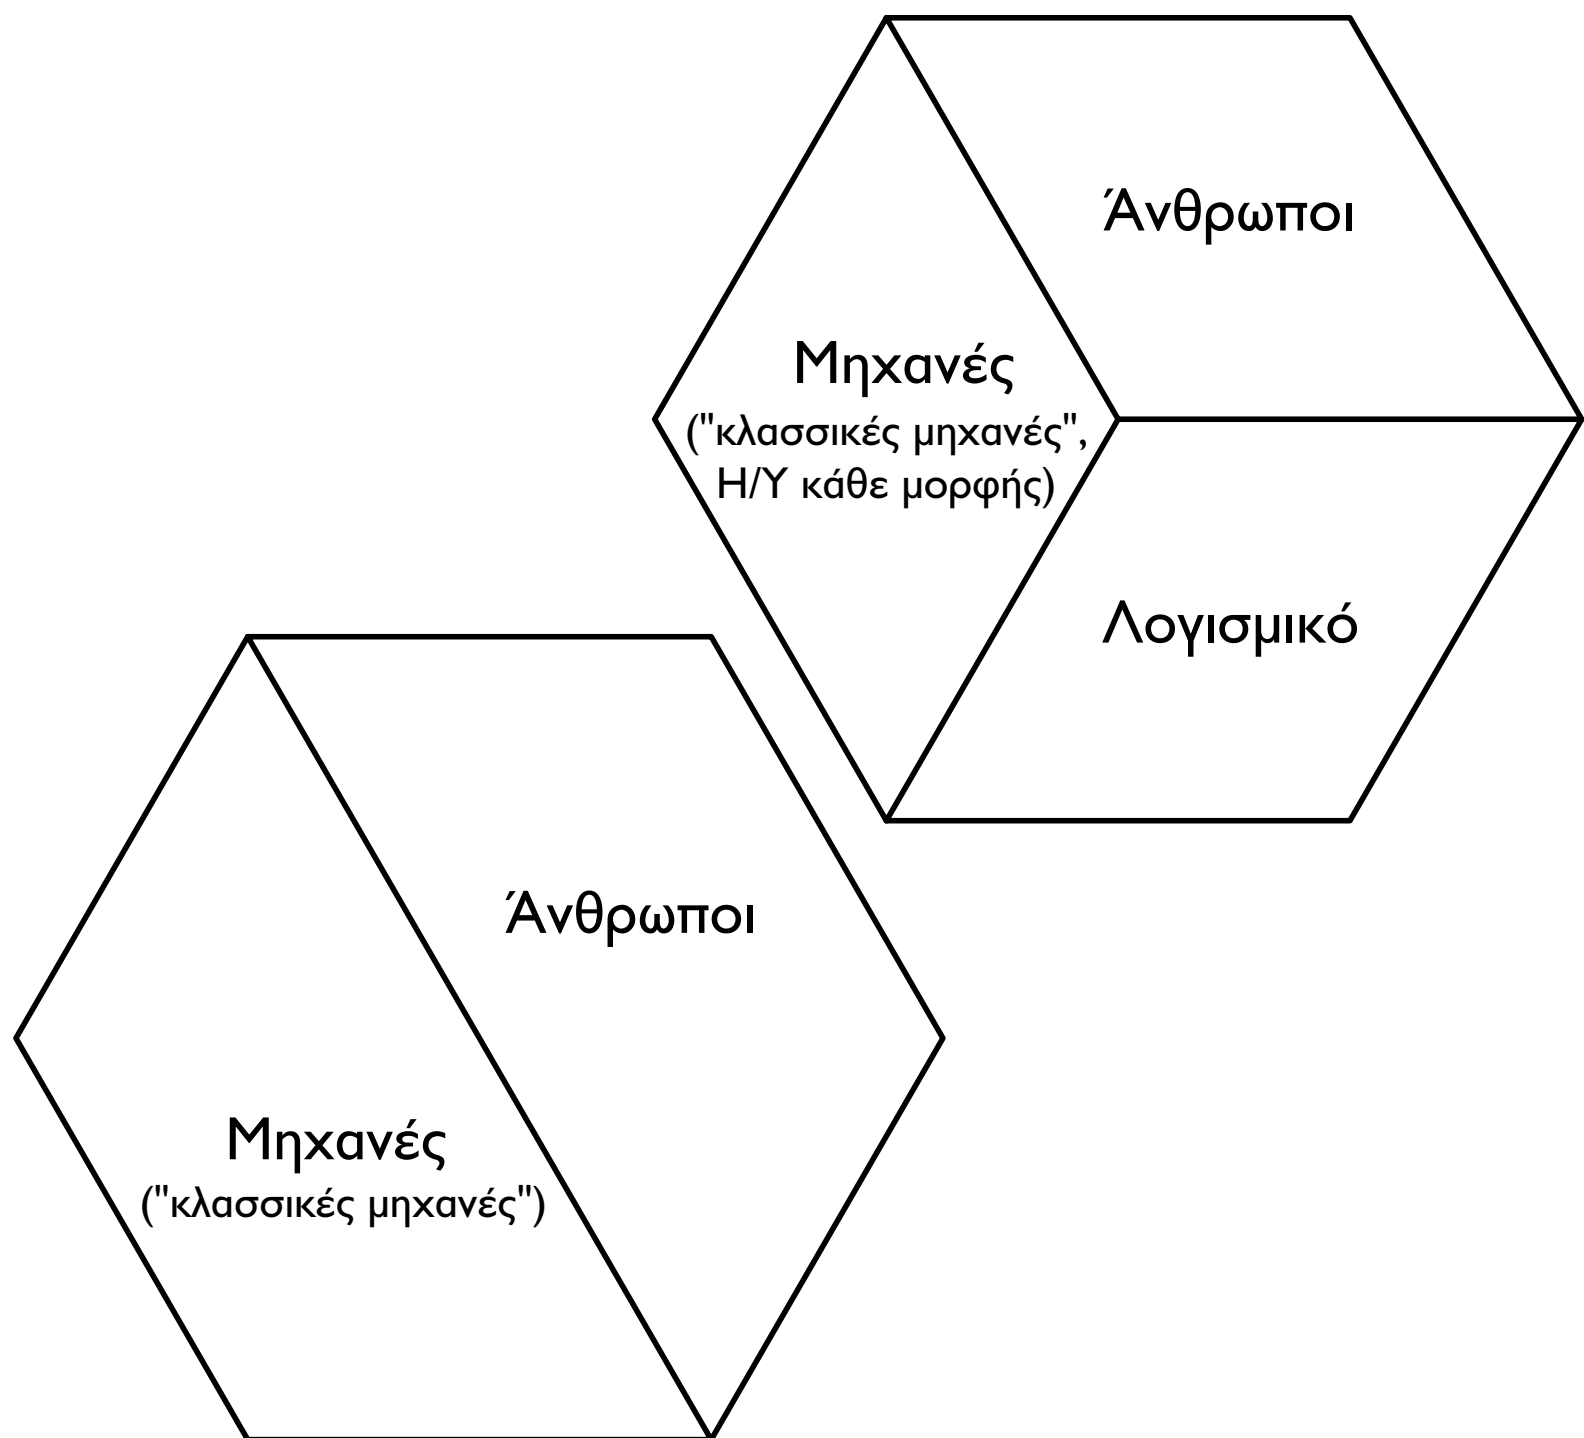 Άνθρωποι
Μηχανές
("κλασσικές μηχανές",
Η/Υ κάθε μορφής)
Λογισμικό
Άνθρωποι
Μηχανές
("κλασσικές μηχανές")